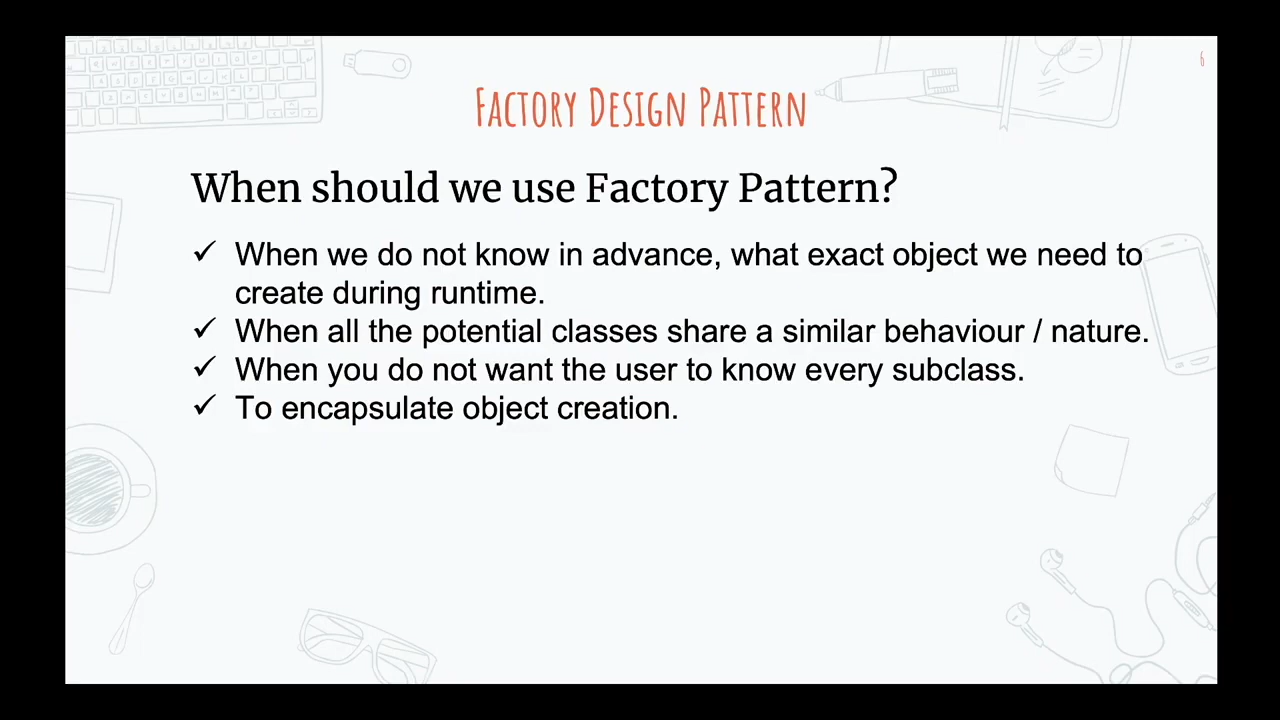 6
Factory Design Pattern
When should we use Factory Pattern?
✓ When we do not know in advance, what exact object we need to
create during runtime.
✓ When all the potential classes share a similar behaviour / nature.
✓ When you do not want the user to know every subclass.
✓ To encapsulate object creation.